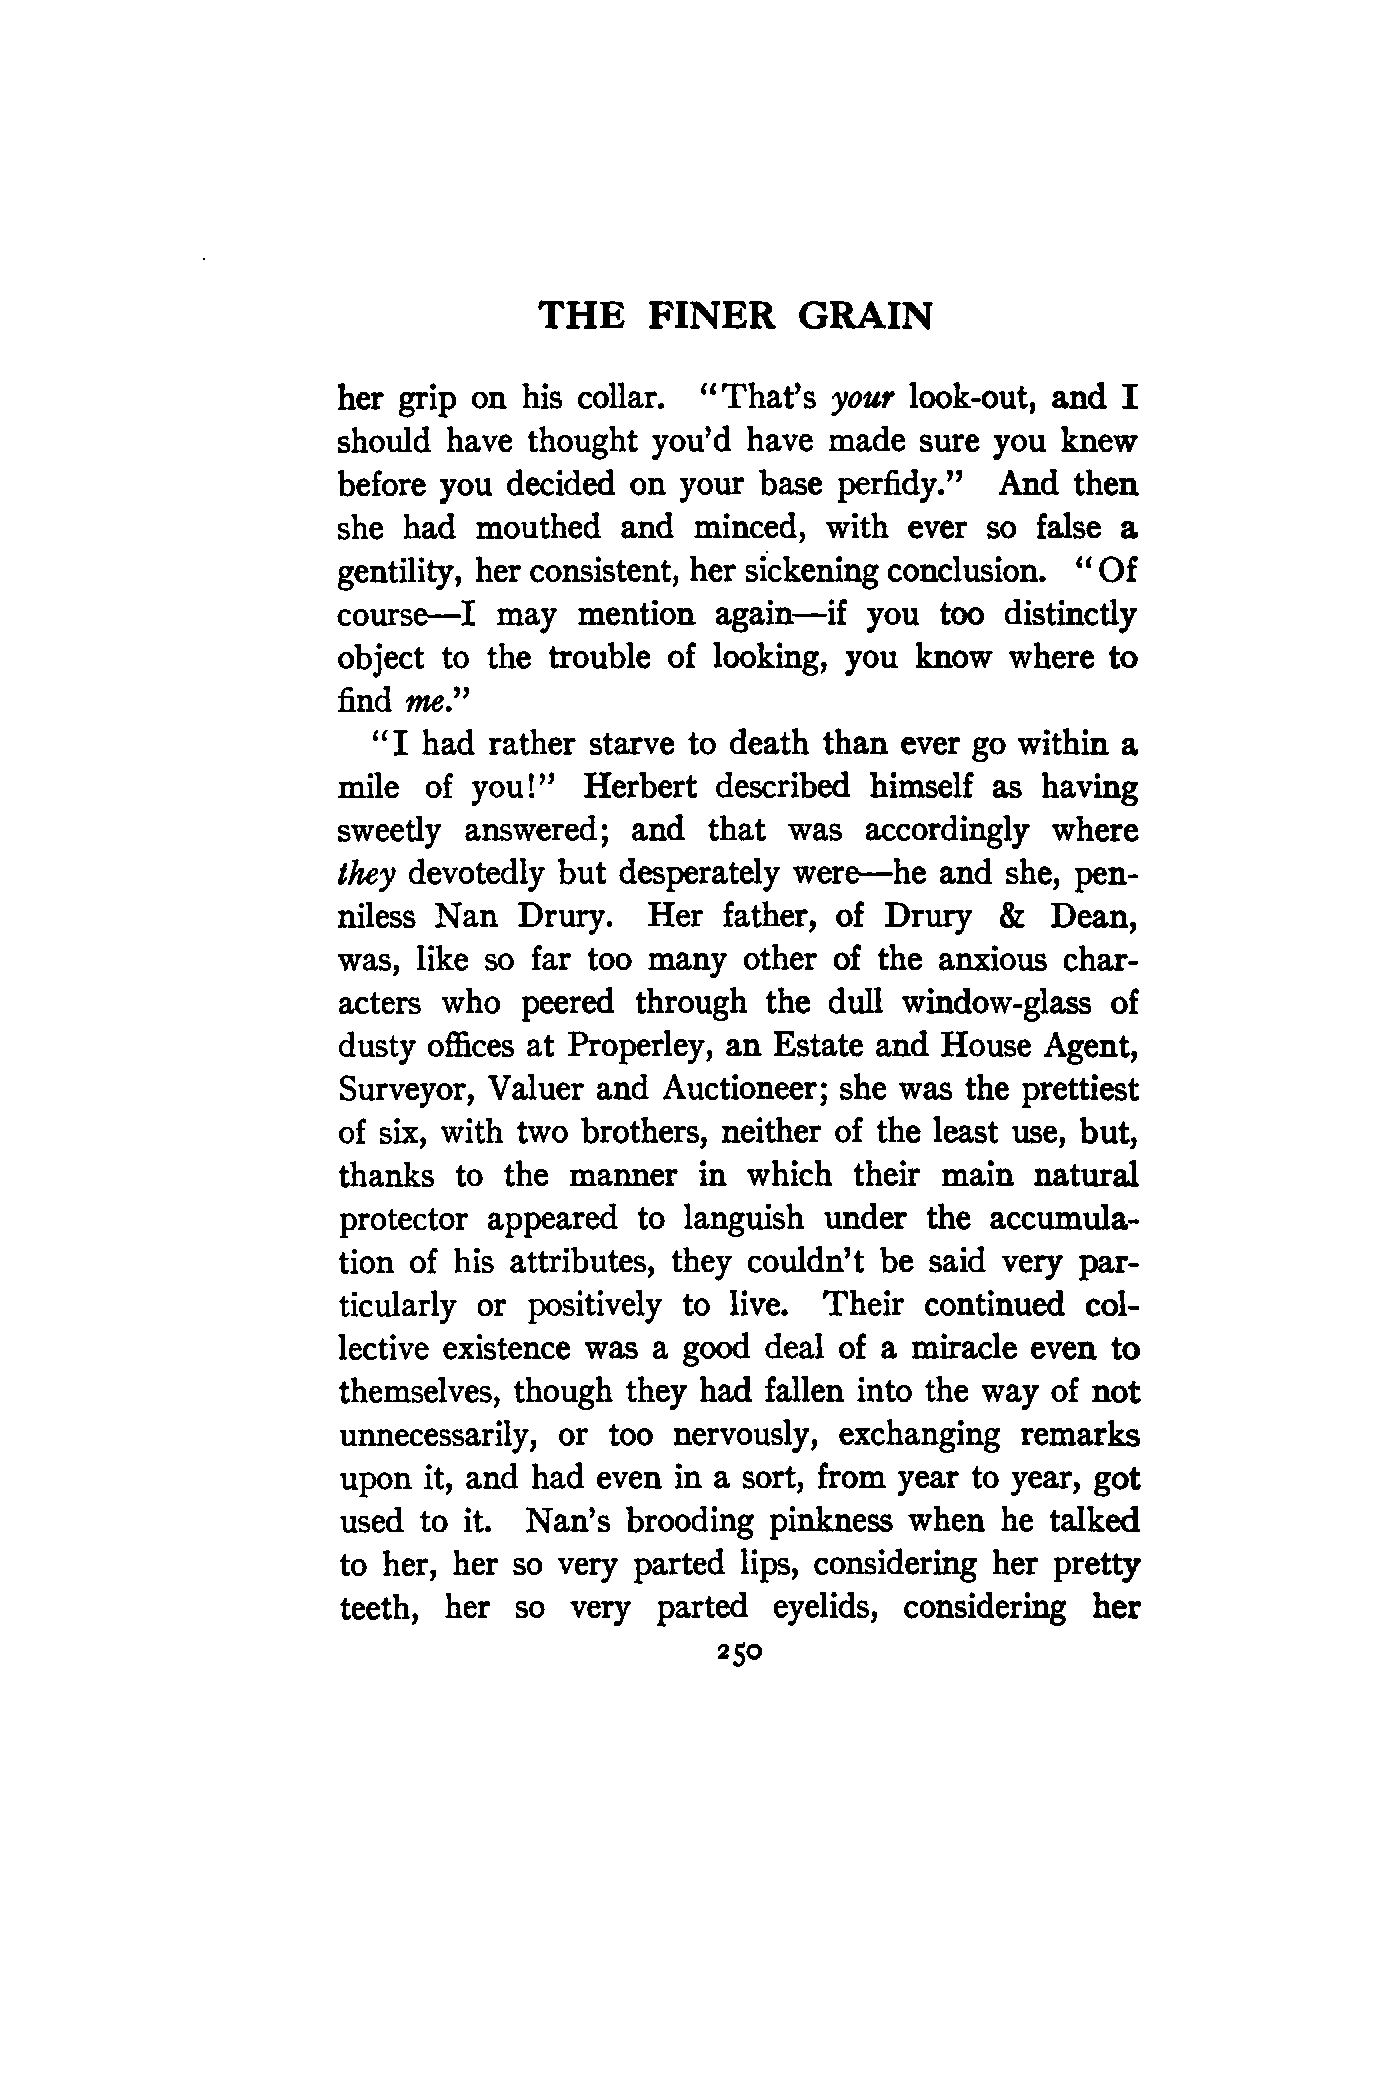 THE FINER GRAIN
her grip on his collar. "That's your look-out, and I
should have thought you'd have made sure you knew
before you decided on your base perfidy." And then
she had mouthed and minced, with ever so false a
gentility, her consistent, her sickening conclusion. "Of
course—I may mention again—if you too distinctly
object to the trouble of looking, you know where to
find me."
"I had rather starve to death than ever go within a
mile of you!" Herbert described himself as having
sweetly answered; and that was accordingly where
they devotedly but desperately were—he and she, pen-
niless Nan Drury. Her father, of Drury & Dean,
was, like so far too many other of the anxious char-
acters who peered through the dull window-glass of
dusty offices at Properley, an Estate and House Agent,
Surveyor, Valuer and Auctioneer; she was the prettiest
of six, with two brothers, neither of the least use, but,
thanks to the manner in which their main natural
protector appeared to languish under the accumula-
tion of his attributes, they couldn't be said very par-
ticularly or positively to live. Their continued col-
lective existence was a good deal of a miracle even to
themselves, though they had fallen into the way of not
unnecessarily, or too nervously, exchanging remarks
upon it, and had even in a sort, from year to year, got
used to it. Nan's brooding pinkness when he talked
to her, her so very parted lips, considering her pretty
teeth, her so very parted eyelids, considering her
250